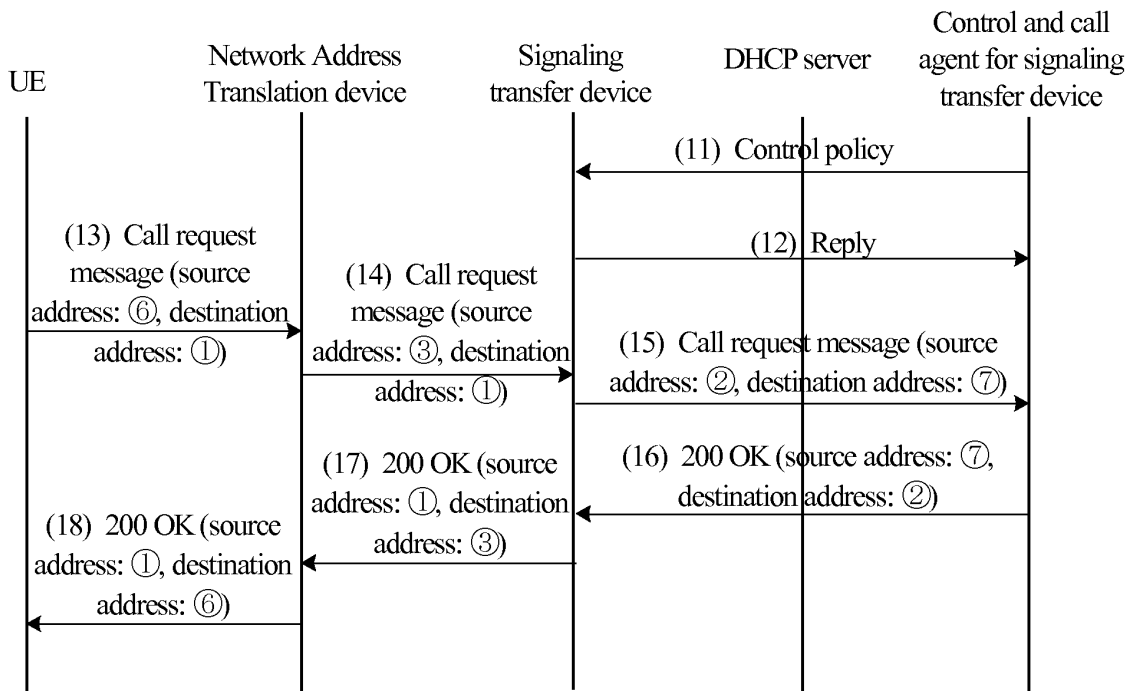 UE
Network Address
Translation device
Signaling
transfer device
DHCP server
Control and call
agent for signaling
transfer device
(11) Control policy
(12) Reply
(13) Call request
message (source
address: ⑥, destination
address: ①)
(14) Call request
message (source
address: ③, destination
address: ①)
(15) Call request message (source
address: ②, destination address: ⑦)
(16) 200 OK (source address: ⑦,
destination address: ②)
(17) 200 OK (source
address: ①, destination
address: ③)
(18) 200 OK (source
address: ①, destination
address: ⑥)